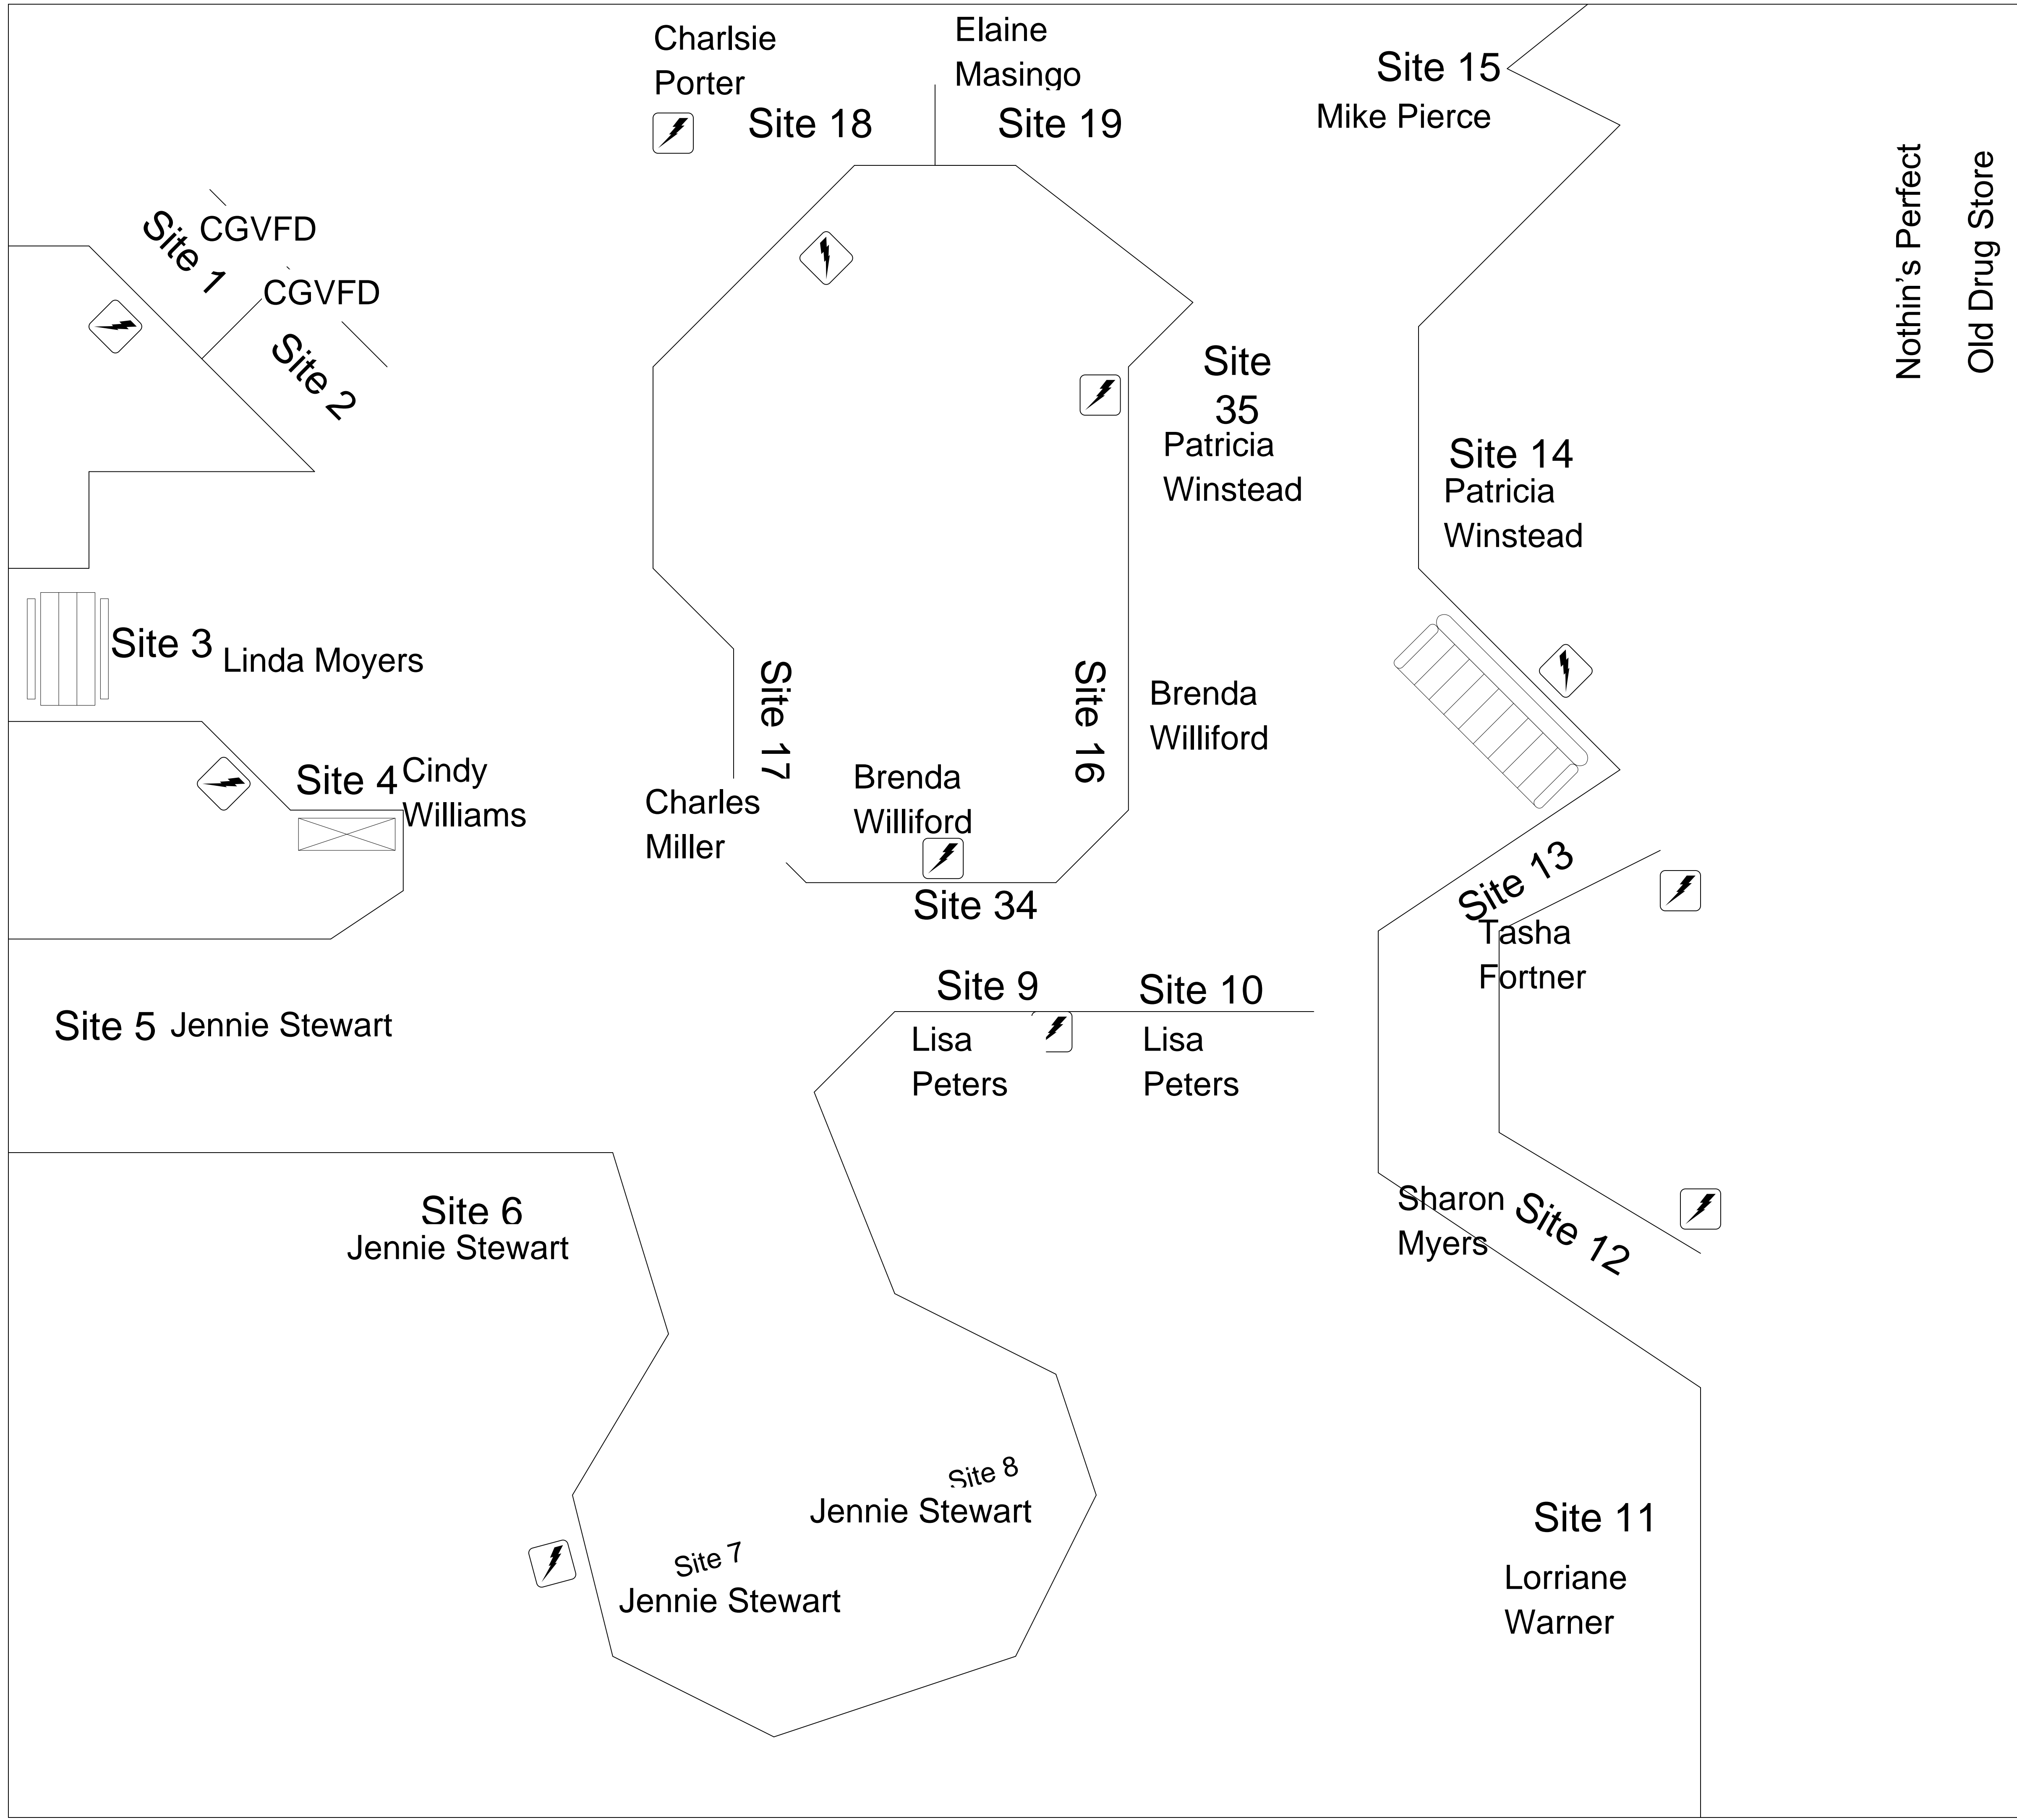 Charlsie
Porter
Elaine
Masingo
Site 15
Mike Pierce
Site 18
Site 19
Nothin's Perfect
Old Drug Store
Site 1
CGVFD
CGVFD
Site 2
Site
35
Patricia
Winstead
Site 14
Patricia
Winstead
Site 3
Linda Moyers
Site 17
Site 16
Brenda
Williford
Site 4
Cindy
Williams
Charles
Miller
Brenda
Williford
Site 34
Site 13
Tasha
Fortner
Site 9
Site 10
Lisa
Peters
Lisa
Peters
Site 5
Jennie Stewart
Site 6
Jennie Stewart
Sharon
Myers
Site 12
Site 8
Jennie Stewart
Site 7
Jennie Stewart
Site 11
Lorriane
Warner